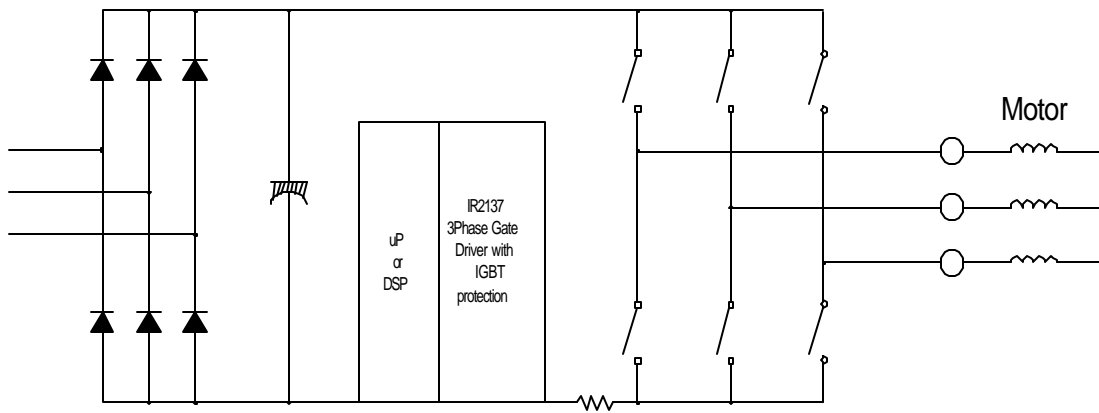 Motor
uP
or
DSP
IR2137
3Phase Gate
Driver with
IGBT
protection